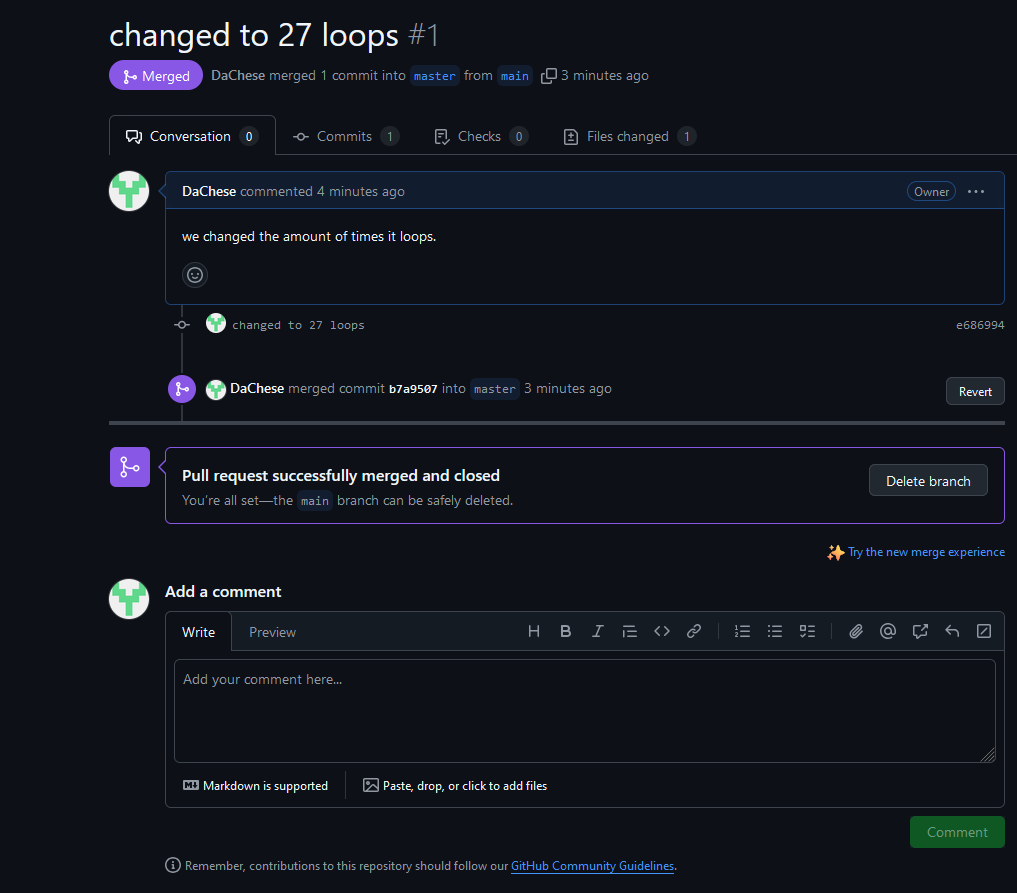 changed to 27 loops #1
Merged DaChese merged 1 commit into master from main 3 minutes ago
Conversation 0 Commits 1 Checks 0 Files changed 1
DaChese commented 4 minutes ago Owner ...
we changed the amount of times it loops.
changed to 27 loops e686994
DaChese merged commit b7a9507 into master 3 minutes ago Revert
Pull request successfully merged and closed
You're all set—the main branch can be safely deleted.
Delete branch
Try the new merge experience
Add a comment
Write Preview
Add your comment here...
Markdown is supported Paste, drop, or click to add files
Comment
Remember, contributions to this repository should follow our GitHub Community Guidelines.